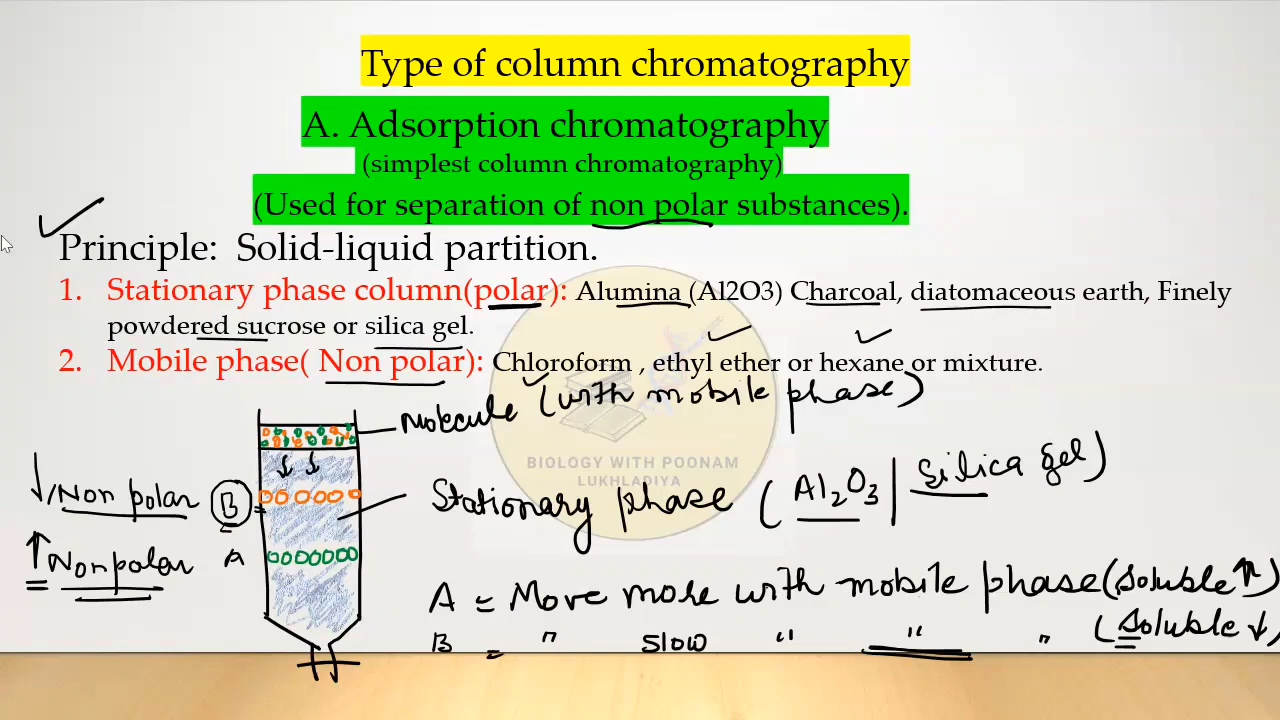 Type of column chromatography
A. Adsorption chromatography
(simplest column chromatography)
(Used for separation of non polar substances).
Principle: Solid-liquid partition.
1. Stationary phase column(polar): Alumina (Al2O3) Charcoal, diatomaceous earth, Finely
powdered sucrose or silica gel.
2. Mobile phase( Non polar): Chloroform , ethyl ether or hexane or mixture.
Molecule (with mobile phase)
BIOLOGY WITH POONAM
LUKHLADIYA
↓ Non polar B
Stationary phase (Al2O3 | Silica gel)
↑ Nonpolar A
A = Move more with mobile phase (Soluble ↑)
B = " Slow " " " (Soluble ↓)